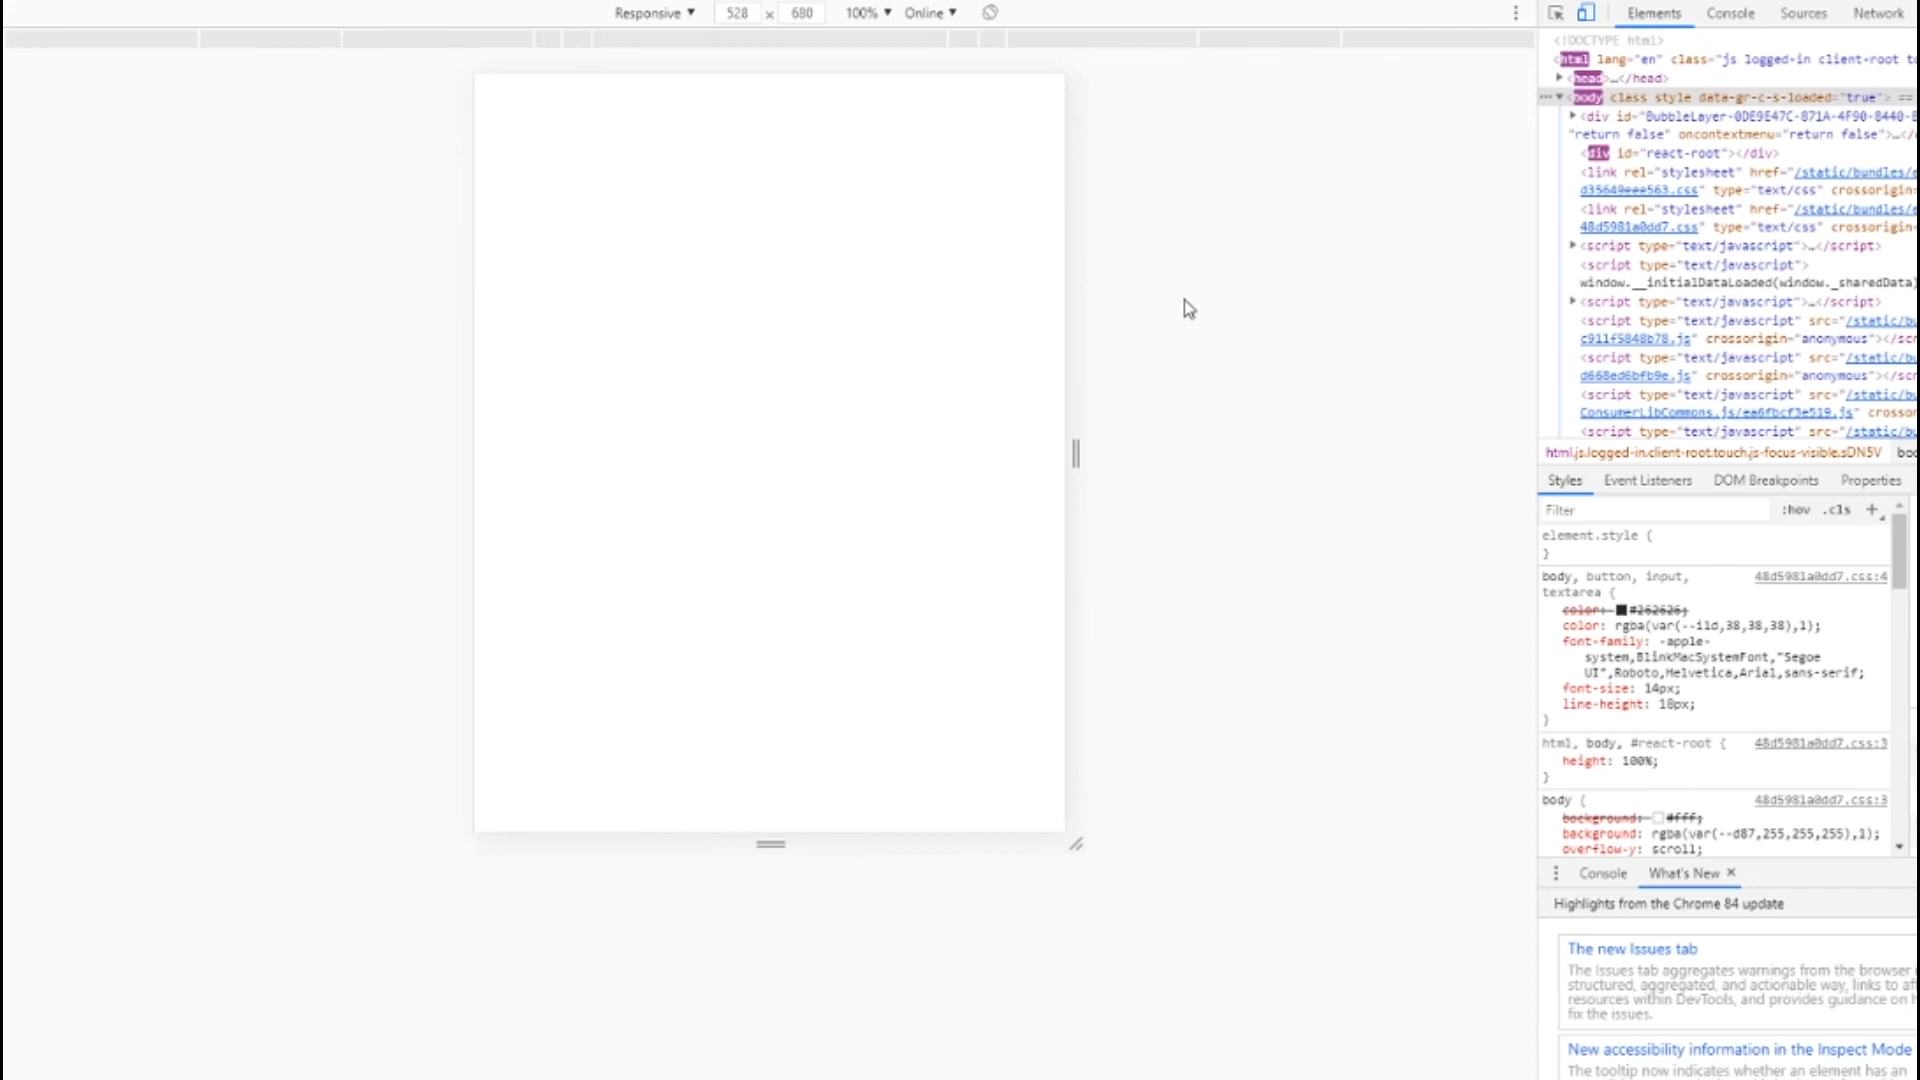 Responsive ▼ 528 x 680 100% ▼ Online ▼
Elements Console Sources Network
<!DOCTYPE html>
<html lang="en" class="js logged-in client-root to
<head>…</head>
<body class style data-gr-c-s-loaded="true"> ==
<div id="BubbleLayer-0DE9E47C-871A-4F90-8440-
"return false" oncontextmenu="return false">…</
<div id="react-root"></div>
<link rel="stylesheet" href="/static/bundles/e
d35649eee563.css" type="text/css" crossorigin=
<link rel="stylesheet" href="/static/bundles/e
48d5981a0dd7.css" type="text/css" crossorigin=
<script type="text/javascript">…</script>
<script type="text/javascript">
window.__initialDataLoaded(window._sharedData)
<script type="text/javascript">…</script>
<script type="text/javascript" src="/static/bu
c911f5848b78.js" crossorigin="anonymous"></scr
<script type="text/javascript" src="/static/bu
d668ed6bfb9e.js" crossorigin="anonymous"></scr
<script type="text/javascript" src="/static/bu
ConsumerLibCommons.js/ea6fbcf3e519.js" crosso
<script type="text/javascript" src="/static/bu
html.js.logged-in.client-root.touch.js-focus-visible.sDN5V boo
Styles Event Listeners DOM Breakpoints Properties
Filter :hov .cls +
element.style {
}
body, button, input, 48d5981a0dd7.css:4
textarea {
color: #262626;
color: rgba(var(--i1d,38,38,38),1);
font-family: -apple-
system,BlinkMacSystemFont,"Segoe
UI",Roboto,Helvetica,Arial,sans-serif;
font-size: 14px;
line-height: 18px;
}
html, body, #react-root { 48d5981a0dd7.css:3
height: 100%;
}
body { 48d5981a0dd7.css:3
background: #fff;
background: rgba(var(--d87,255,255,255),1);
overflow-y: scroll;
Console What's New ×
Highlights from the Chrome 84 update
The new Issues tab
The Issues tab aggregates warnings from the browser
structured, aggregated, and actionable way, links to af
resources within DevTools, and provides guidance on h
fix the issues.
New accessibility information in the Inspect Mode
The tooltip now indicates whether an element has an